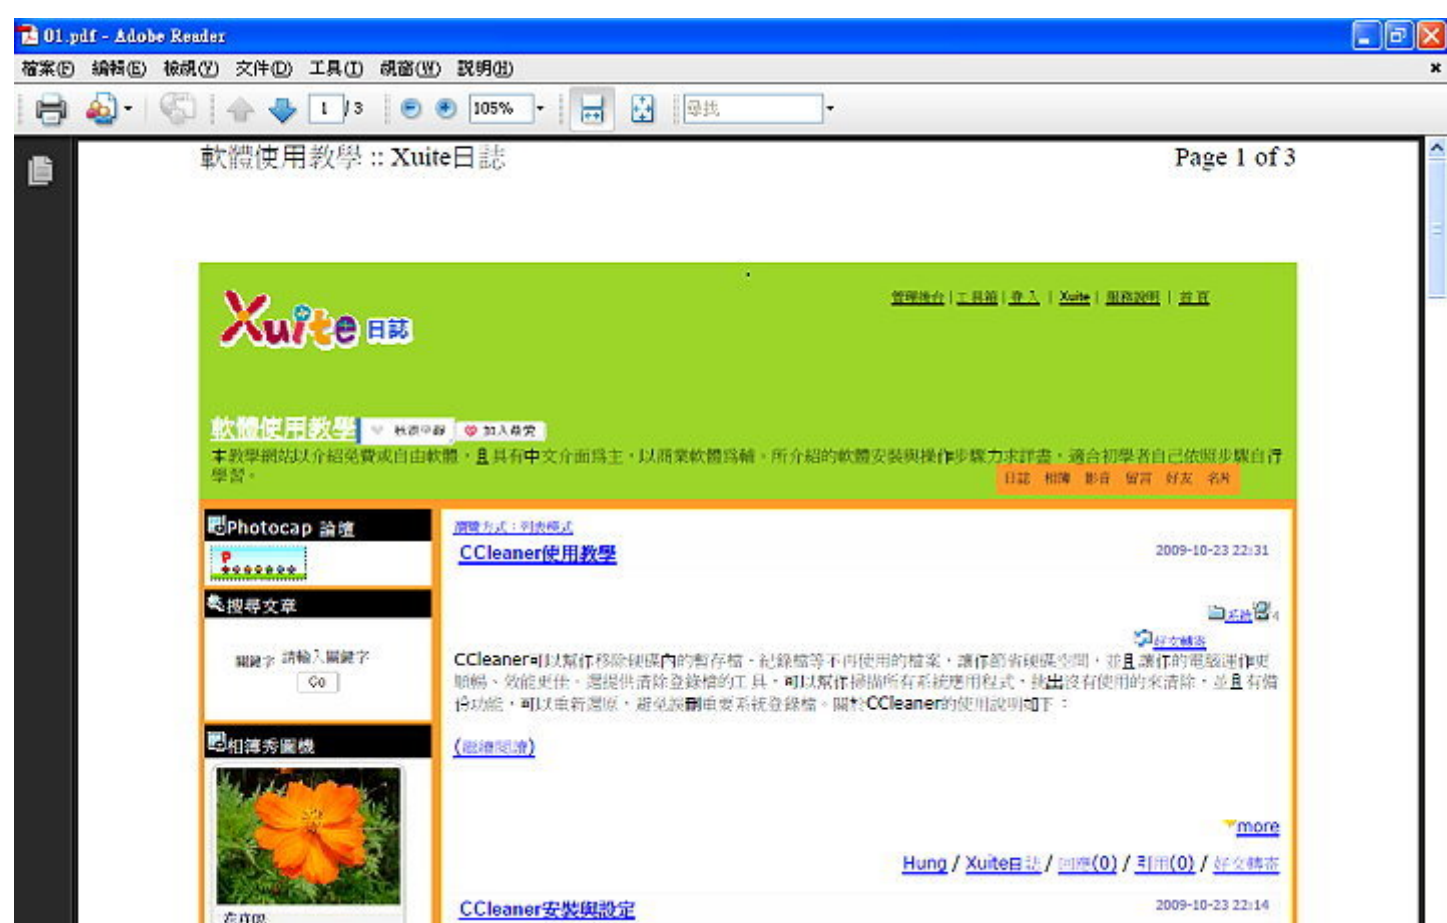 01.pdf - Adobe Reader
檔案(F) 編輯(E) 檢視(V) 文件(D) 工具(T) 視窗(W) 說明(H)
1 / 3 105% 尋找
軟體使用教學 :: Xuite日誌 Page 1 of 3
Xuite 日誌
管理後台 | 工具箱 | 登入 | Xuite | 服務說明 | 首頁
軟體使用教學 加入最愛
本教學網站以介紹免費或自由軟體，且具有中文介面為主，以商業軟體為輔。所介紹的軟體安裝與操作步驟力求詳盡，適合初學者自己依照步驟自行
學習。
日誌 相簿 影音 留言 好友 名片
Photocap 論壇
瀏覽方式：列表模式
CCleaner使用教學 2009-10-23 22:31
搜尋文章
系統 4
好文轉寄
關鍵字 請輸入關鍵字
Go
CCleaner可以幫你移除硬碟內的暫存檔、紀錄檔等不再使用的檔案，讓你節省硬碟空間，並且讓你的電腦運作更
順暢、效能更佳。還提供清除登錄檔的工具，可以幫你掃描所有系統應用程式，挑出沒有使用的來清除，並且有備
份功能，可以重新還原，避免誤刪重要系統登錄檔。關於CCleaner的使用說明如下：
(繼續閱讀)
相簿秀圖機
more
Hung / Xuite日誌 / 回應(0) / 引用(0) / 好文轉寄
CCleaner安裝與設定 2009-10-23 22:14